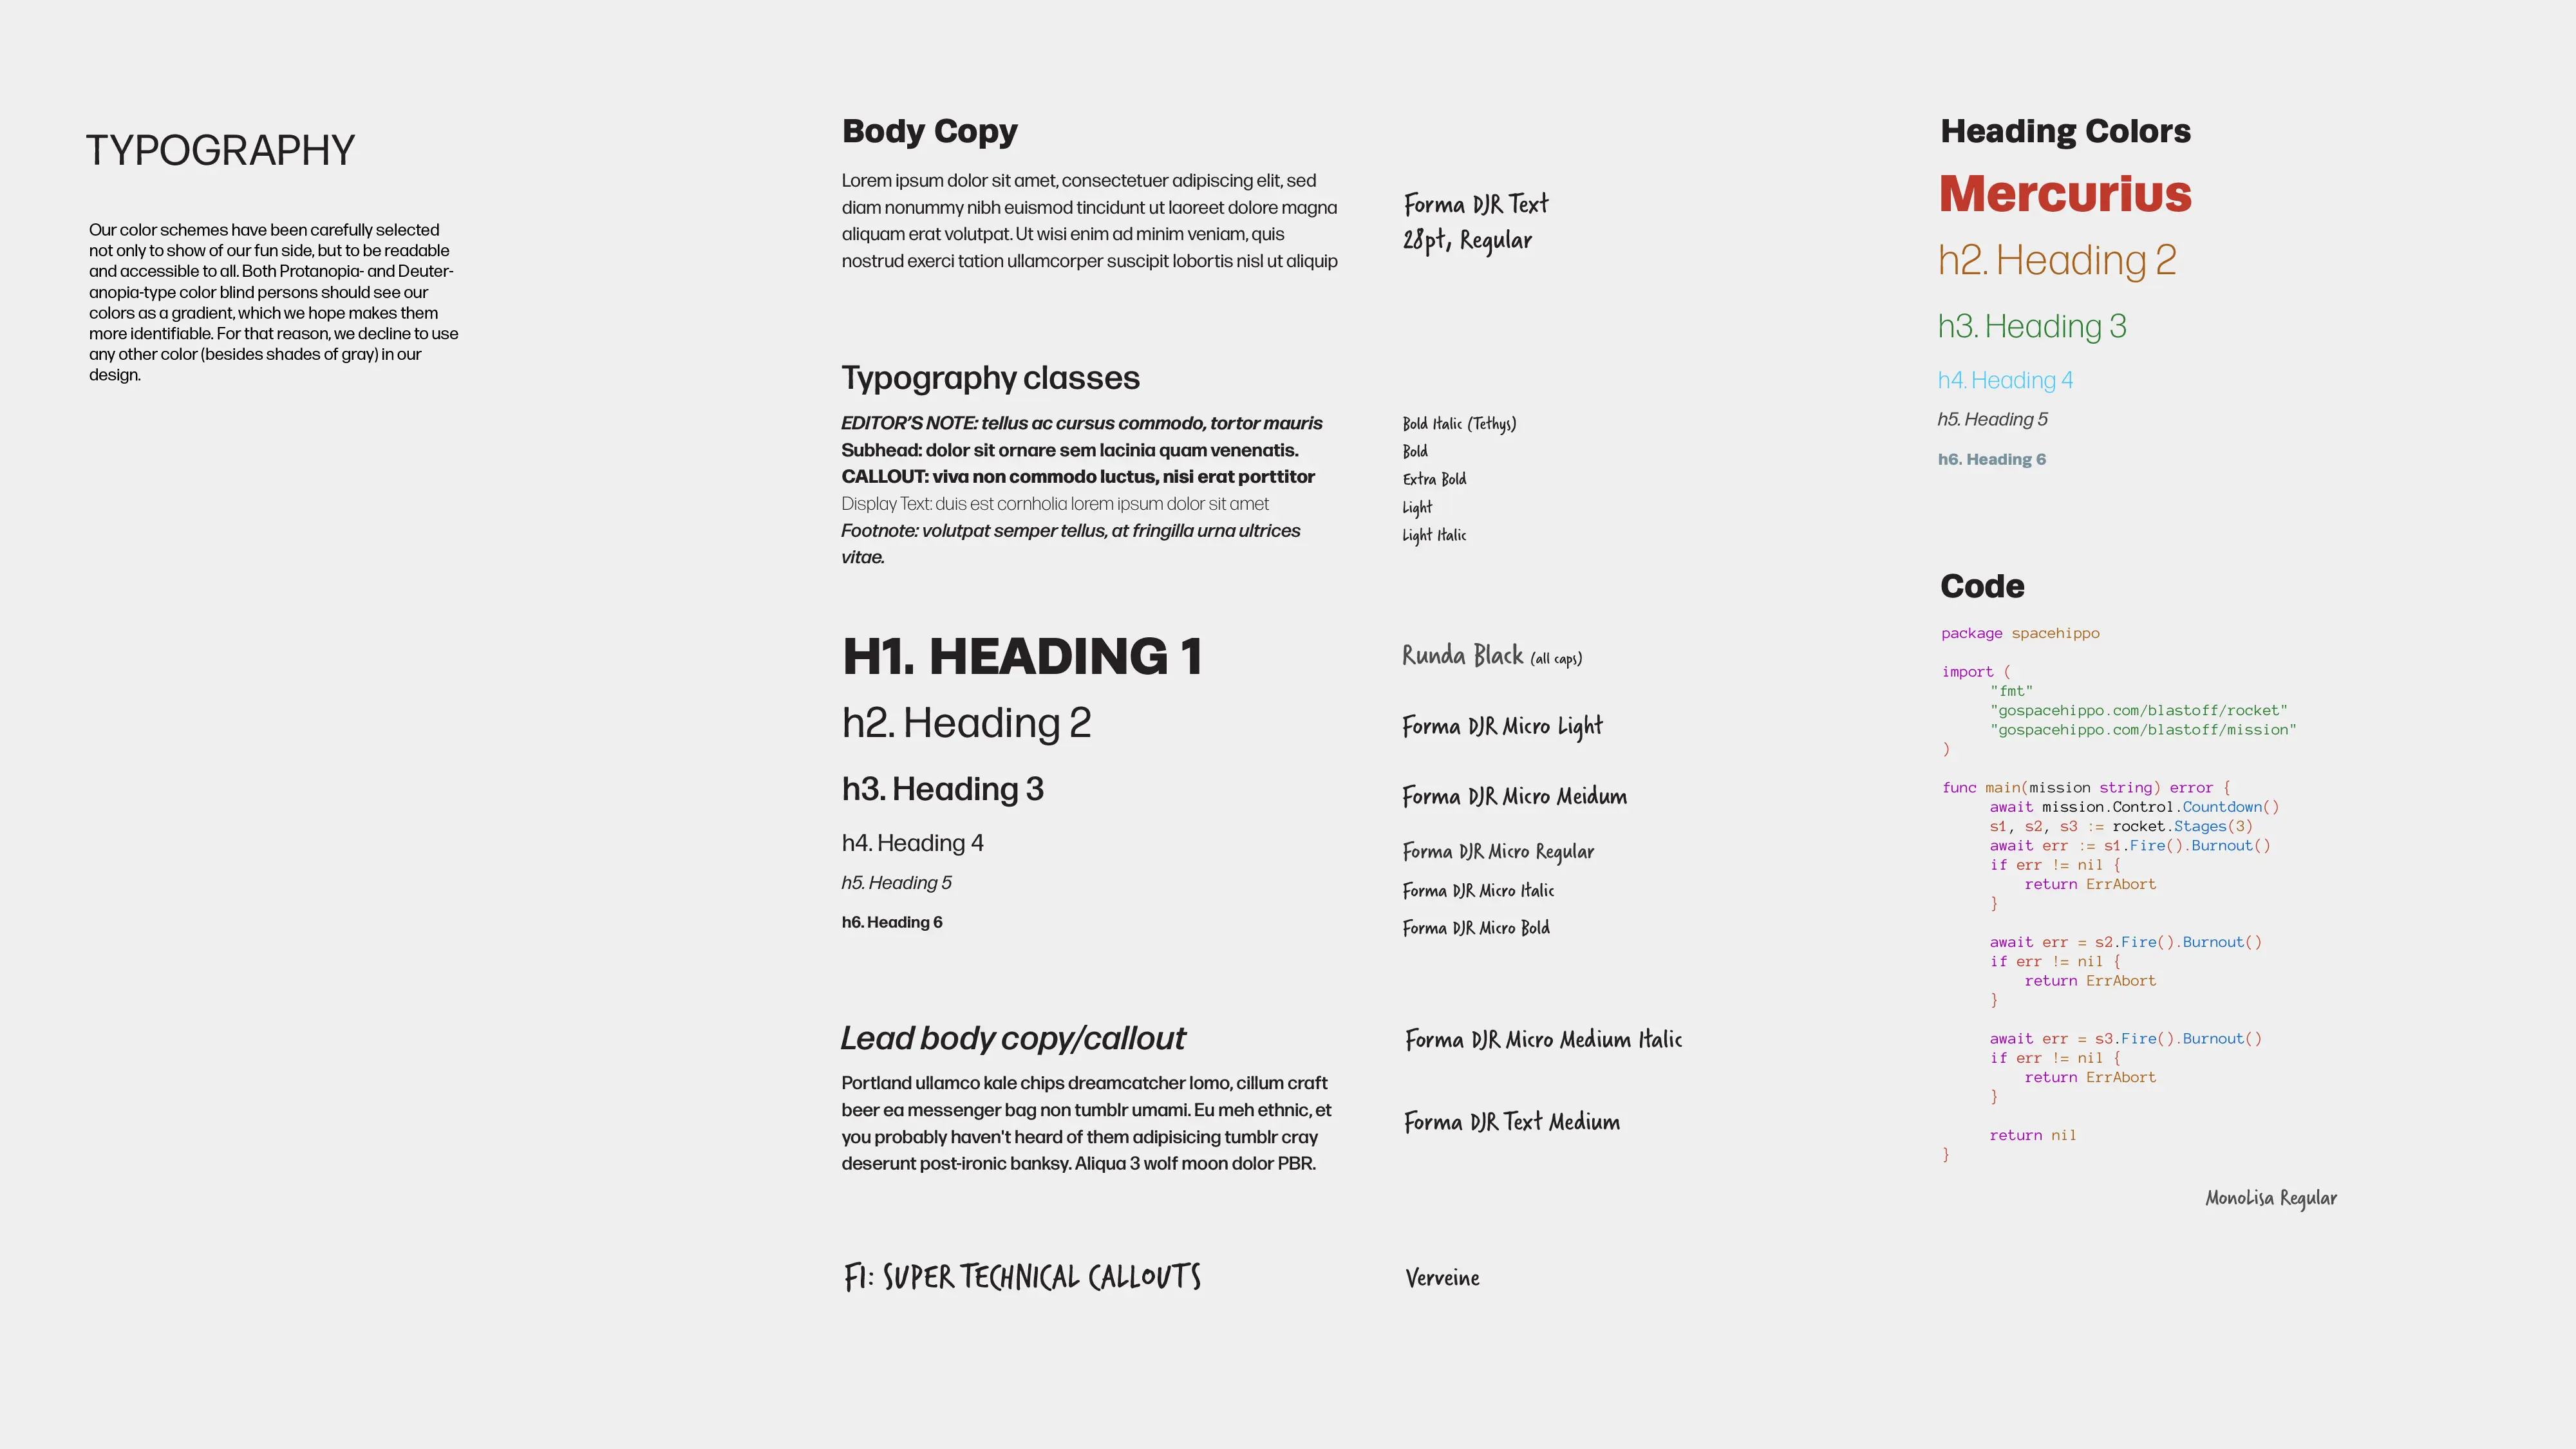 TYPOGRAPHY
Our color schemes have been carefully selected
not only to show of our fun side, but to be readable
and accessible to all. Both Protanopia- and Deuter-
anopia-type color blind persons should see our
colors as a gradient, which we hope makes them
more identifiable. For that reason, we decline to use
any other color (besides shades of gray) in our
design.
Body Copy
Lorem ipsum dolor sit amet, consectetuer adipiscing elit, sed
diam nonummy nibh euismod tincidunt ut laoreet dolore magna
aliquam erat volutpat. Ut wisi enim ad minim veniam, quis
nostrud exerci tation ullamcorper suscipit lobortis nisl ut aliquip
Forma DJR Text
28pt, Regular
Typography classes
EDITOR'S NOTE: tellus ac cursus commodo, tortor mauris
Subhead: dolor sit ornare sem lacinia quam venenatis.
CALLOUT: viva non commodo luctus, nisi erat porttitor
Display Text: duis est cornholia lorem ipsum dolor sit amet
Footnote: volutpat semper tellus, at fringilla urna ultrices
vitae.
Bold Italic (Tethys)
Bold
Extra Bold
Light
Light Italic
H1. HEADING 1
Runda Black (all caps)
h2. Heading 2
Forma DJR Micro Light
h3. Heading 3
Forma DJR Micro Meidum
h4. Heading 4
Forma DJR Micro Regular
h5. Heading 5
Forma DJR Micro Italic
h6. Heading 6
Forma DJR Micro Bold
Lead body copy/callout
Forma DJR Micro Medium Italic
Portland ullamco kale chips dreamcatcher lomo, cillum craft
beer ea messenger bag non tumblr umami. Eu meh ethnic, et
you probably haven't heard of them adipisicing tumblr cray
deserunt post-ironic banksy. Aliqua 3 wolf moon dolor PBR.
Forma DJR Text Medium
F1: SUPER TECHNICAL CALLOUTS
Verveine
Heading Colors
Mercurius
h2. Heading 2
h3. Heading 3
h4. Heading 4
h5. Heading 5
h6. Heading 6
Code
package spacehippo
import (
"fmt"
"gospacehippo.com/blastoff/rocket"
"gospacehippo.com/blastoff/mission"
)
func main(mission string) error {
await mission.Control.Countdown()
s1, s2, s3 := rocket.Stages(3)
await err := s1.Fire().Burnout()
if err != nil {
return ErrAbort
}
await err = s2.Fire().Burnout()
if err != nil {
return ErrAbort
}
await err = s3.Fire().Burnout()
if err != nil {
return ErrAbort
}
return nil
}
MonoLisa Regular